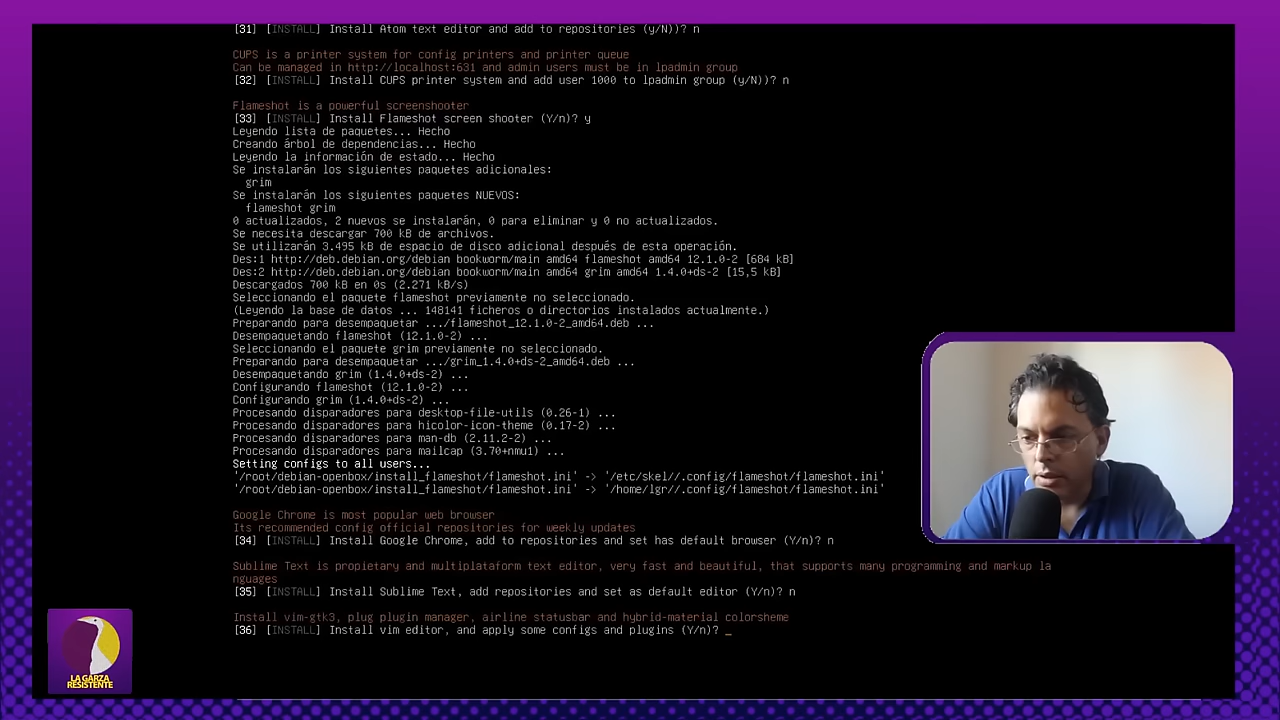 [31] [INSTALL] Install Atom text editor and add to repositories (y/N))? n
CUPS is a printer system for config printers and printer queue
Can be managed in http://localhost:631 and admin users must be in lpadmin group
[32] [INSTALL] Install CUPS printer system and add user 1000 to lpadmin group (y/N))? n
Flameshot is a powerful screenshooter
[33] [INSTALL] Install Flameshot screen shooter (Y/n)? y
Leyendo lista de paquetes... Hecho
Creando árbol de dependencias... Hecho
Leyendo la información de estado... Hecho
Se instalarán los siguientes paquetes adicionales:
grim
Se instalarán los siguientes paquetes NUEVOS:
flameshot grim
0 actualizados, 2 nuevos se instalarán, 0 para eliminar y 0 no actualizados.
Se necesita descargar 700 kB de archivos.
Se utilizarán 3.495 kB de espacio de disco adicional después de esta operación.
Des:1 http://deb.debian.org/debian bookworm/main amd64 flameshot amd64 12.1.0-2 [684 kB]
Des:2 http://deb.debian.org/debian bookworm/main amd64 grim amd64 1.4.0+ds-2 [15,5 kB]
Descargados 700 kB en 0s (2.271 kB/s)
Seleccionando el paquete flameshot previamente no seleccionado.
(Leyendo la base de datos ... 148141 ficheros o directorios instalados actualmente.)
Preparando para desempaquetar .../flameshot_12.1.0-2_amd64.deb ...
Desempaquetando flameshot (12.1.0-2) ...
Seleccionando el paquete grim previamente no seleccionado.
Preparando para desempaquetar .../grim_1.4.0+ds-2_amd64.deb ...
Desempaquetando grim (1.4.0+ds-2) ...
Configurando flameshot (12.1.0-2) ...
Configurando grim (1.4.0+ds-2) ...
Procesando disparadores para desktop-file-utils (0.26-1) ...
Procesando disparadores para hicolor-icon-theme (0.17-2) ...
Procesando disparadores para man-db (2.11.2-2) ...
Procesando disparadores para mailcap (3.70+nmu1) ...
Setting configs to all users...
'/root/debian-openbox/install_flameshot/flameshot.ini' -> '/etc/skel//.config/flameshot/flameshot.ini'
'/root/debian-openbox/install_flameshot/flameshot.ini' -> '/home/lgr//.config/flameshot/flameshot.ini'
Google Chrome is most popular web browser
Its recommended config official repositories for weekly updates
[34] [INSTALL] Install Google Chrome, add to repositories and set has default browser (Y/n)? n
Sublime Text is propietary and multiplataform text editor, very fast and beautiful, that supports many programming and markup la
nguages
[35] [INSTALL] Install Sublime Text, add repositories and set as default editor (Y/n)? n
Install vim-gtk3, plug plugin manager, airline statusbar and hybrid-material colorsheme
[36] [INSTALL] Install vim editor, and apply some configs and plugins (Y/n)? _
LA GARZA
RESISTENTE